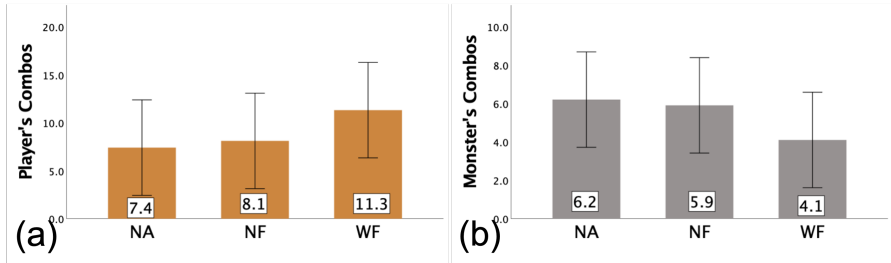 Player's Combos
20.0
15.0
10.0
5.0
0.0
7.4
8.1
11.3
NA
NF
WF
(a)
Monster's Combos
10.0
8.0
6.0
4.0
2.0
0.0
6.2
5.9
4.1
NA
NF
WF
(b)